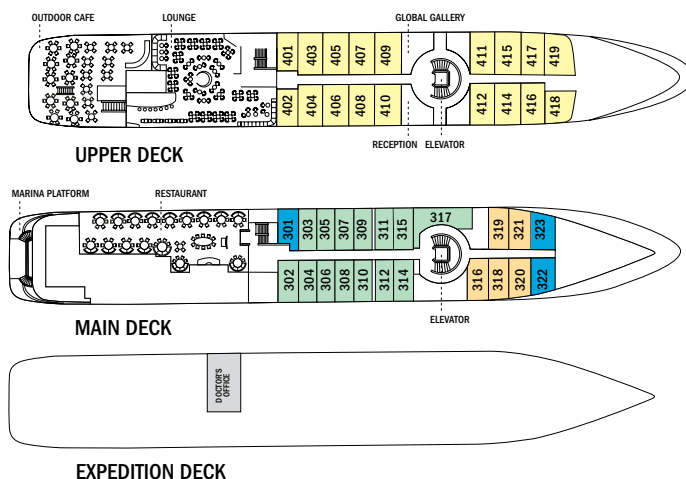 OUTDOOR CAFE
LOUNGE
GLOBAL GALLERY
401 403 405 407 409 411 415 417 419
402 404 406 408 410 412 414 416 418
RECEPTION ELEVATOR
UPPER DECK
MARINA PLATFORM
RESTAURANT
301 303 305 307 309 311 315 317 319 321 323
302 304 306 308 310 312 314 316 318 320 322
ELEVATOR
MAIN DECK
DOCTOR'S
OFFICE
EXPEDITION DECK